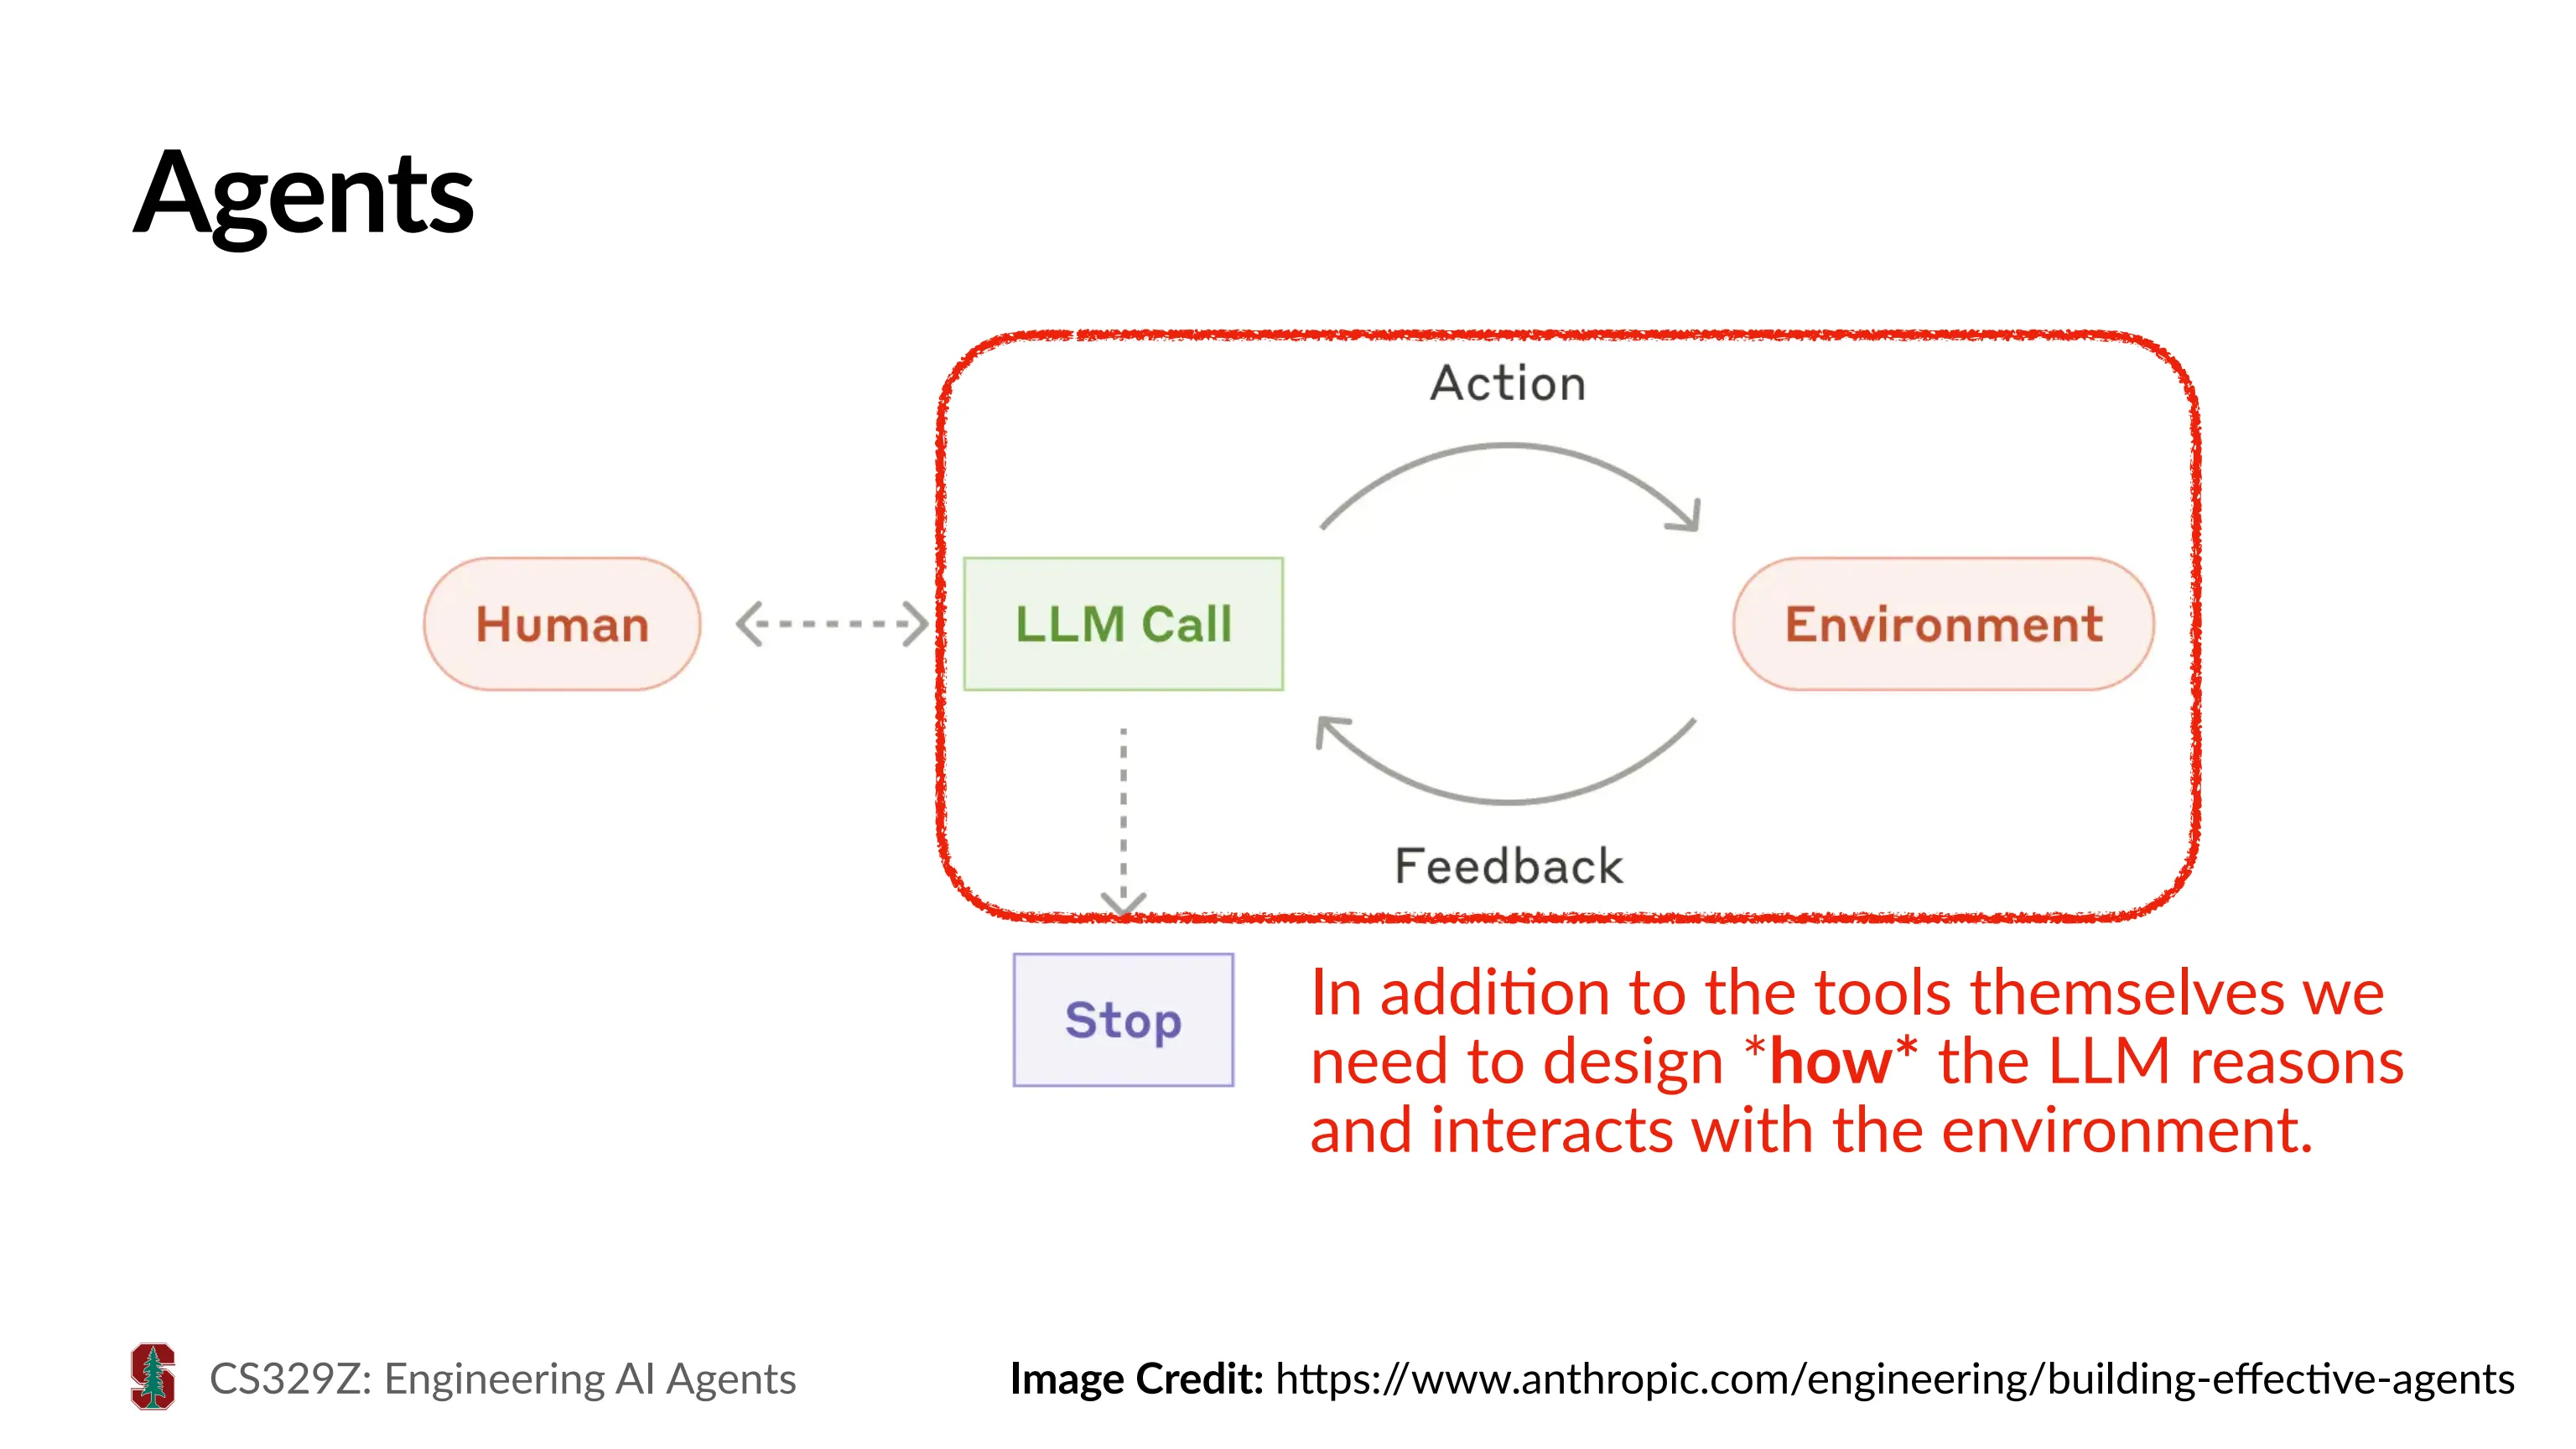 Agents
Action
Human
LLM Call
Environment
Feedback
Stop
In addition to the tools themselves we
need to design *how* the LLM reasons
and interacts with the environment.
CS329Z: Engineering AI Agents
Image Credit: https://www.anthropic.com/engineering/building-effective-agents